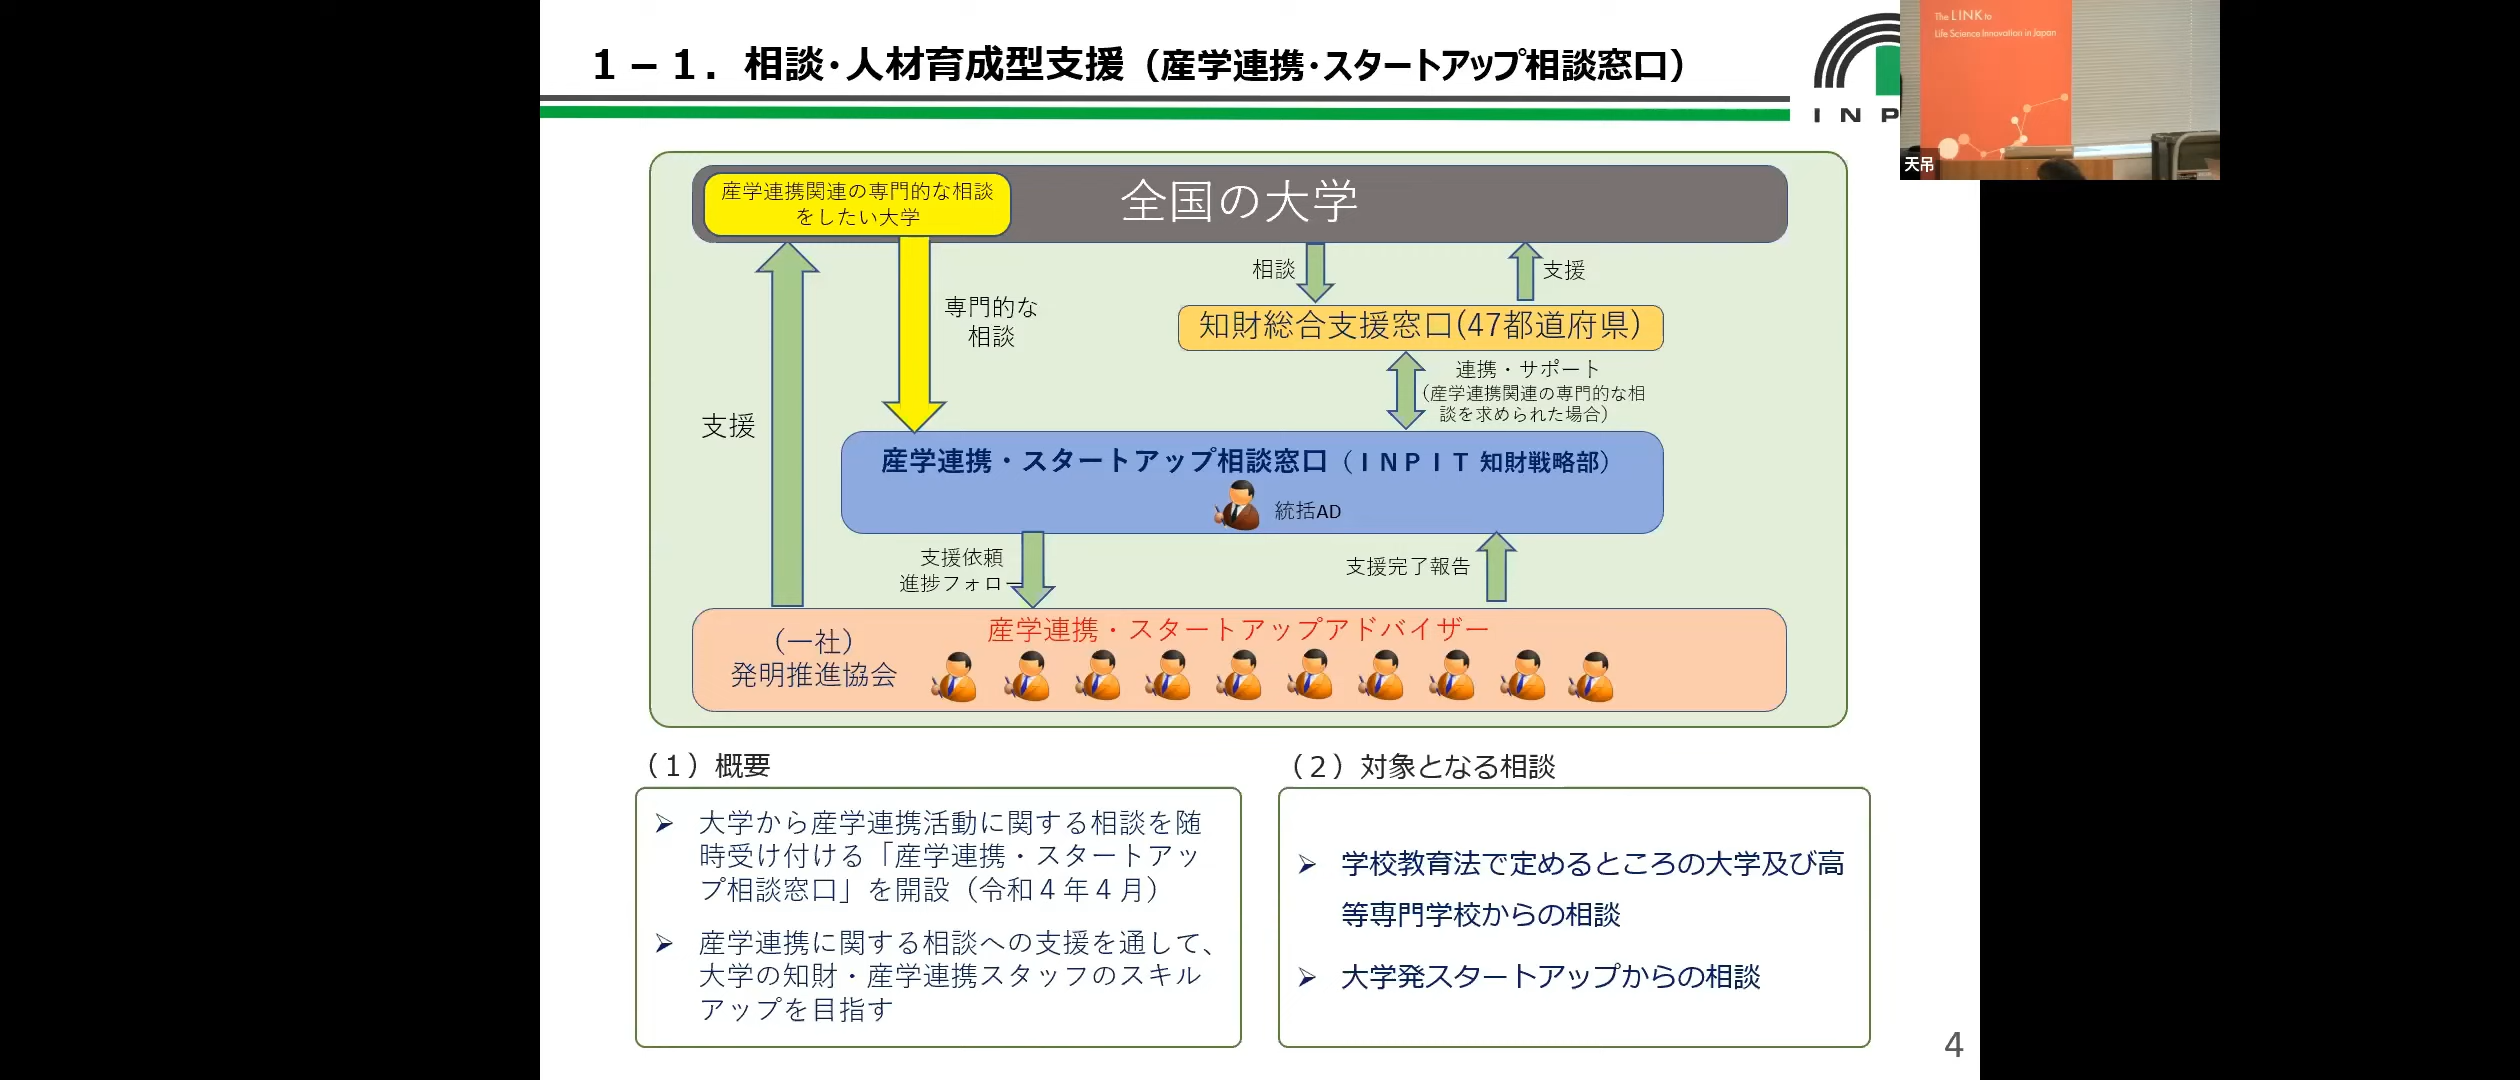 １－１．相談･人材育成型支援（産学連携･スタートアップ相談窓口）
INP
The LINK to
Life Science Innovation in Japan
天吊
産学連携関連の専門的な相談
をしたい大学
全国の大学
相談
支援
専門的な
相談
知財総合支援窓口(47都道府県)
連携・サポート
（産学連携関連の専門的な相
談を求められた場合）
支援
産学連携・スタートアップ相談窓口（ＩＮＰＩＴ 知財戦略部）
統括AD
支援依頼
進捗フォロー
支援完了報告
（一社）
発明推進協会
産学連携・スタートアップアドバイザー
（１）概要
➢ 大学から産学連携活動に関する相談を随
時受け付ける「産学連携・スタートアッ
プ相談窓口」を開設（令和４年４月）
➢ 産学連携に関する相談への支援を通して、
大学の知財・産学連携スタッフのスキル
アップを目指す
（２）対象となる相談
➢ 学校教育法で定めるところの大学及び高
等専門学校からの相談
➢ 大学発スタートアップからの相談
4